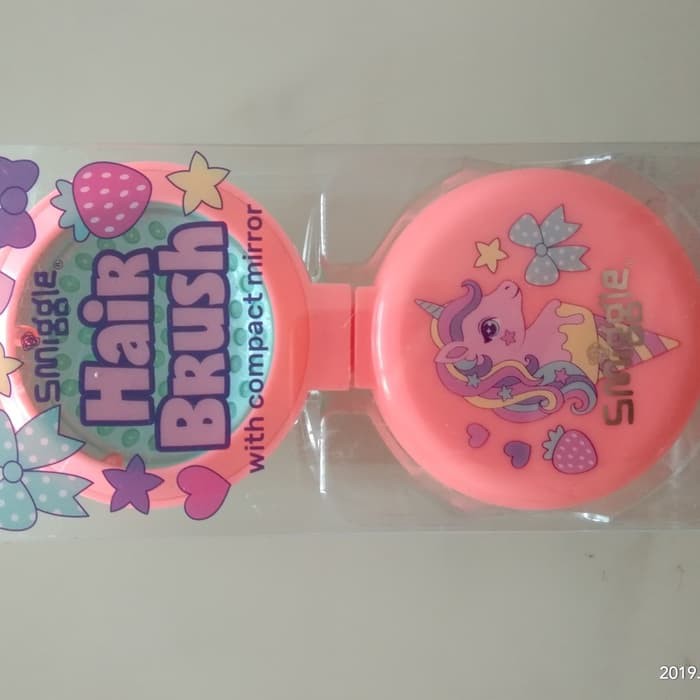 smiggle®
Hair
Brush
with compact mirror
Smiggle
2019.